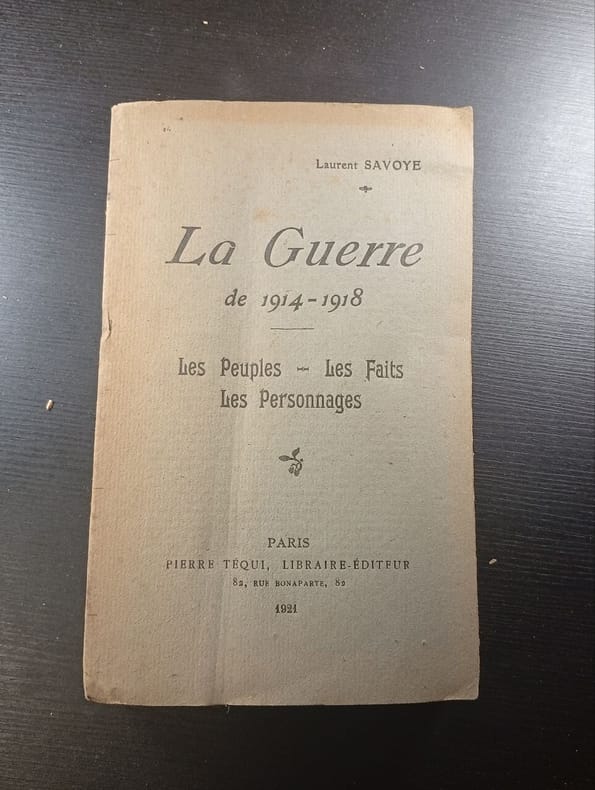 Laurent SAVOYE
La Guerre
de 1914-1918
Les Peuples - Les Faits
Les Personnages
PARIS
PIERRE TÉQUI, LIBRAIRE-ÉDITEUR
82, RUE BONAPARTE, 82
1921